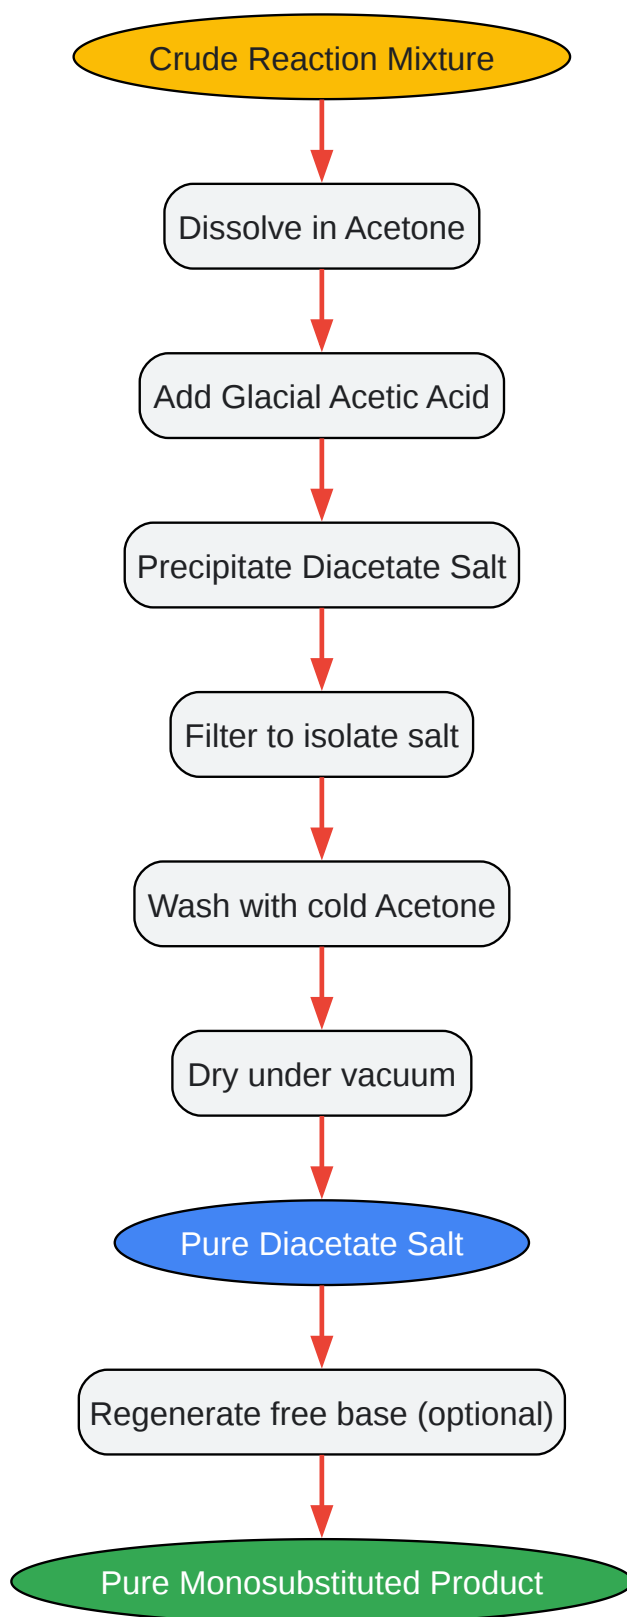 Crude Reaction Mixture
Dissolve in Acetone
Add Glacial Acetic Acid
Precipitate Diacetate Salt
Filter to isolate salt
Wash with cold Acetone
Dry under vacuum
Pure Diacetate Salt
Regenerate free base (optional)
Pure Monosubstituted Product